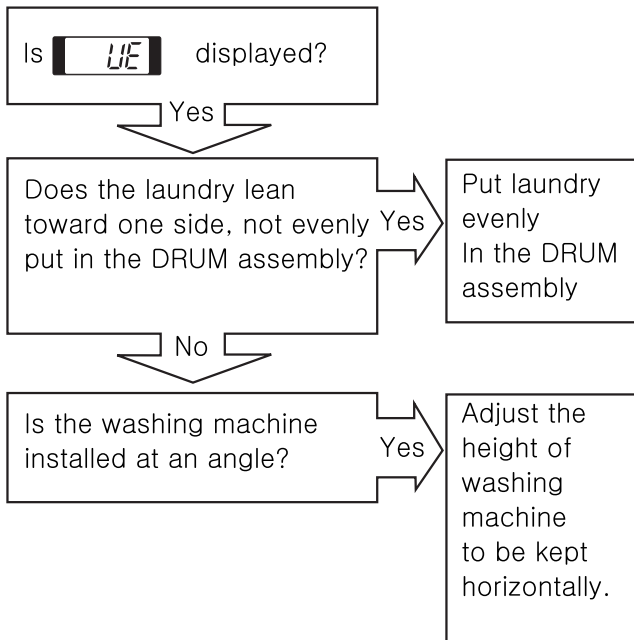 Is UE displayed?
Yes
Does the laundry lean
toward one side, not evenly
put in the DRUM assembly?
Yes
Put laundry
evenly
In the DRUM
assembly
No
Is the washing machine
installed at an angle?
Yes
Adjust the
height of
washing
machine
to be kept
horizontally.